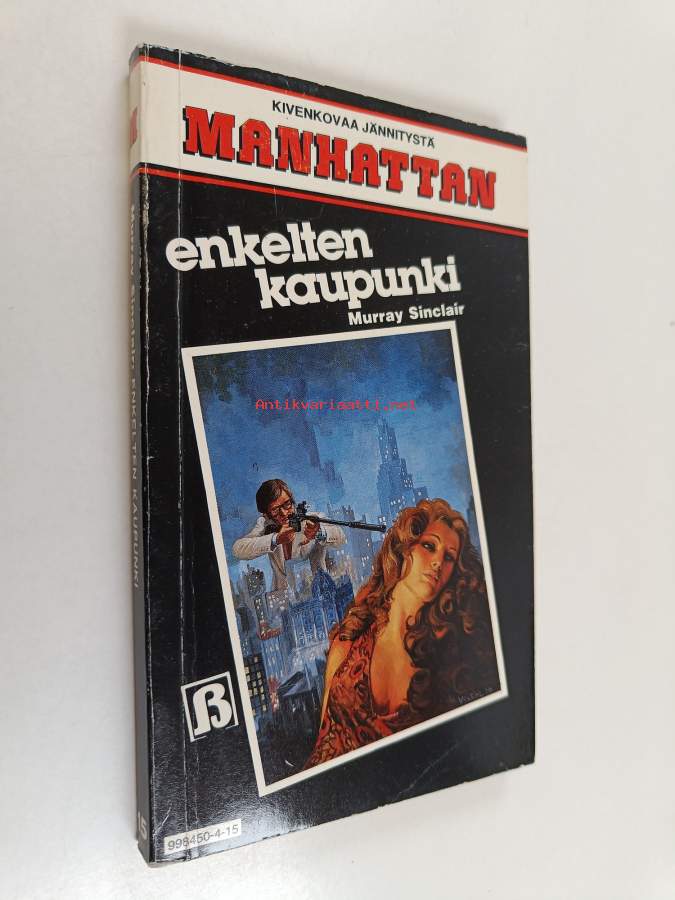 KIVENKOVAA JÄNNITYSTÄ
MANHATTAN
enkelten
kaupunki
Murray Sinclair
Antikvariaatti.net
ß
998450-4-15
Murray Sinclair: ENKELTEN KAUPUNKI
15